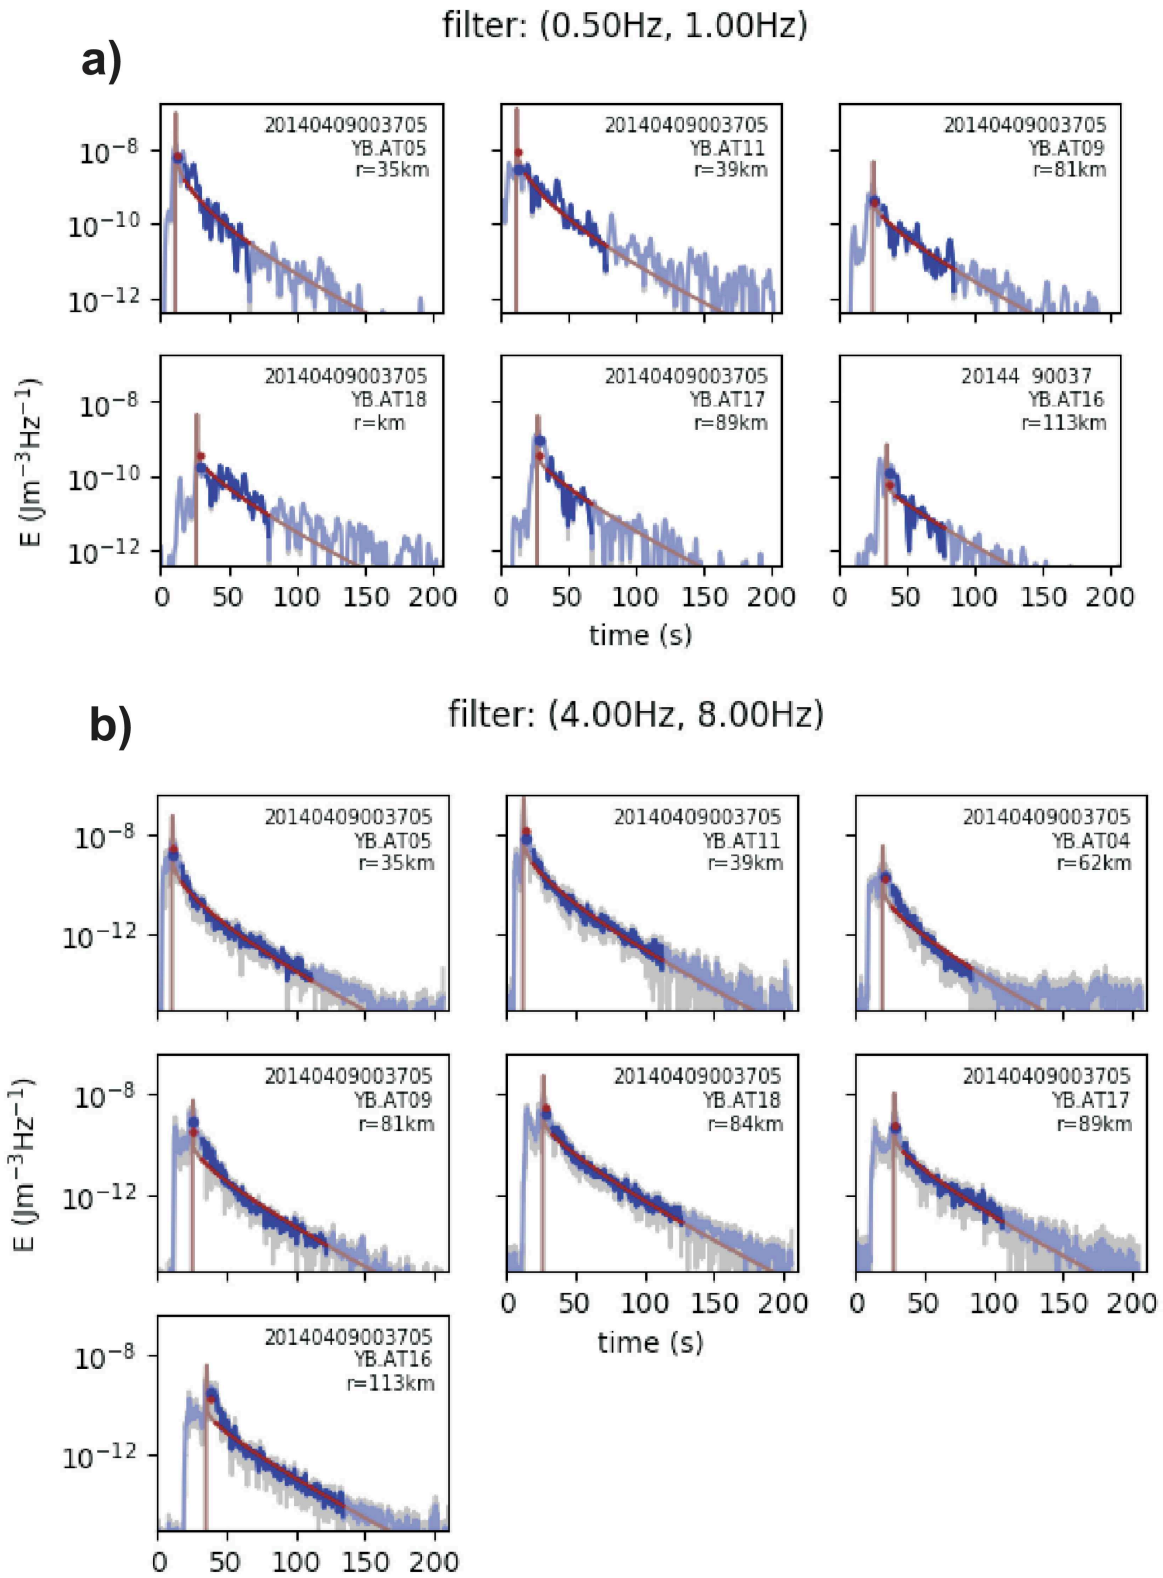 filter: (0.50Hz, 1.00Hz)
a)
20140409003705
YB.AT05
r=35km
20140409003705
YB.AT11
r=39km
20140409003705
YB.AT09
r=81km
10⁻⁸
10⁻¹⁰
10⁻¹²
20140409003705
YB.AT18
r=km
20140409003705
YB.AT17
r=89km
20144 90037
YB.AT16
r=113km
10⁻⁸
10⁻¹⁰
10⁻¹²
E (Jm⁻³Hz⁻¹)
0 50 100 150 200
0 50 100 150 200
0 50 100 150 200
time (s)
b)
filter: (4.00Hz, 8.00Hz)
20140409003705
YB.AT05
r=35km
20140409003705
YB.AT11
r=39km
20140409003705
YB.AT04
r=62km
10⁻⁸
10⁻¹²
20140409003705
YB.AT09
r=81km
20140409003705
YB.AT18
r=84km
20140409003705
YB.AT17
r=89km
10⁻⁸
10⁻¹²
E (Jm⁻³Hz⁻¹)
0 50 100 150 200
0 50 100 150 200
time (s)
20140409003705
YB.AT16
r=113km
10⁻⁸
10⁻¹²
0 50 100 150 200